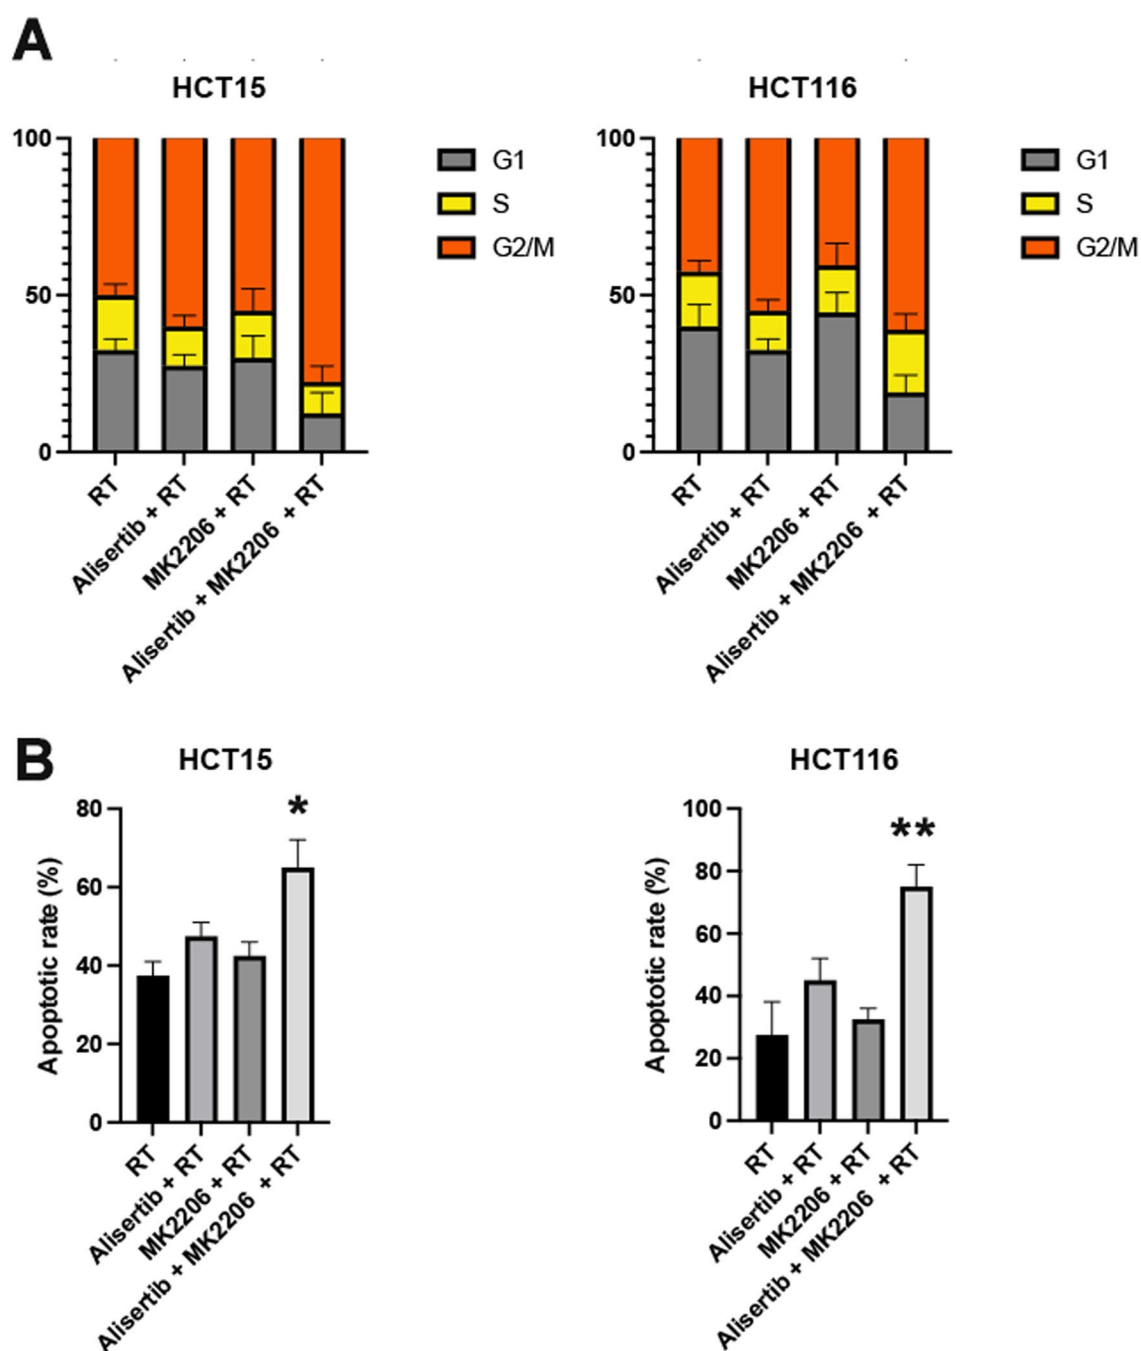 A
HCT15
HCT116
100
50
0
RT
Alisertib + RT
MK2206 + RT
Alisertib + MK2206 + RT
G1
S
G2/M
100
50
0
RT
Alisertib + RT
MK2206 + RT
Alisertib + MK2206 + RT
G1
S
G2/M
B
HCT15
HCT116
Apoptotic rate (%)
80
60
40
20
0
*
RT
Alisertib + RT
MK2206 + RT
Alisertib + MK2206 + RT
Apoptotic rate (%)
100
80
60
40
20
0
**
RT
Alisertib + RT
MK2206 + RT
Alisertib + MK2206 + RT